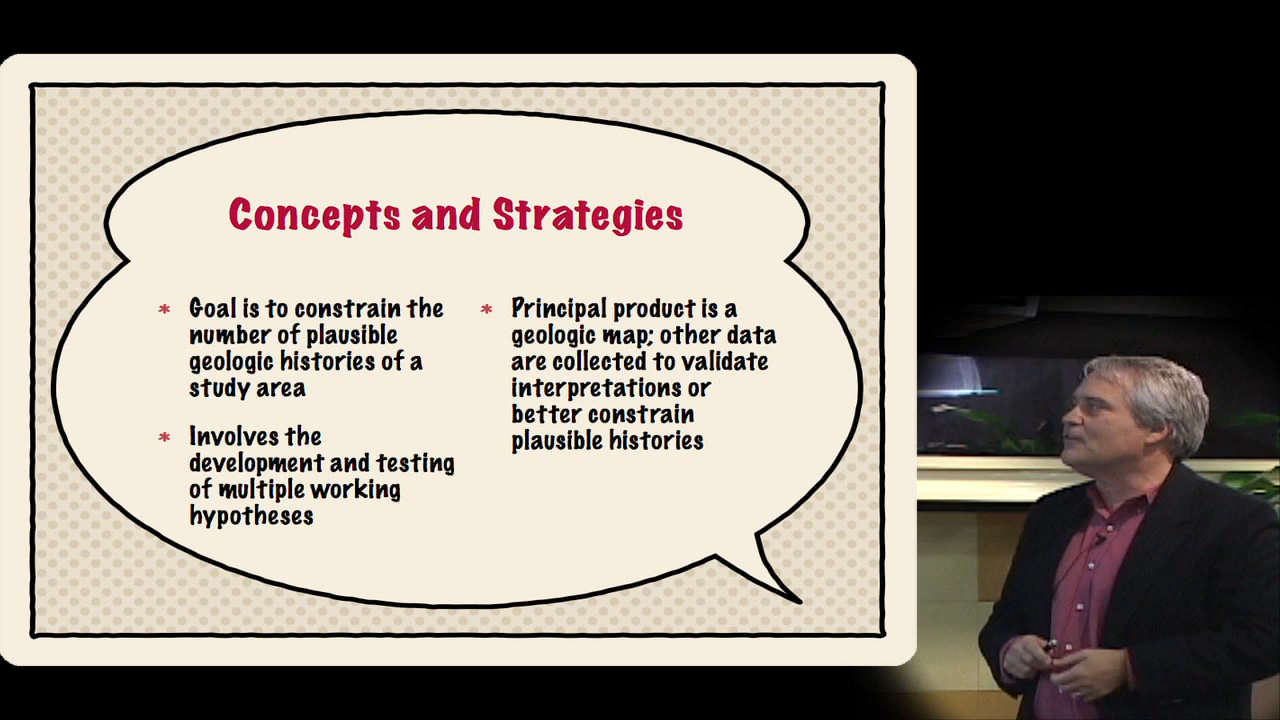 Concepts and Strategies
* Goal is to constrain the
number of plausible
geologic histories of a
study area
* Involves the
development and testing
of multiple working
hypotheses
* Principal product is a
geologic map; other data
are collected to validate
interpretations or
better constrain
plausible histories